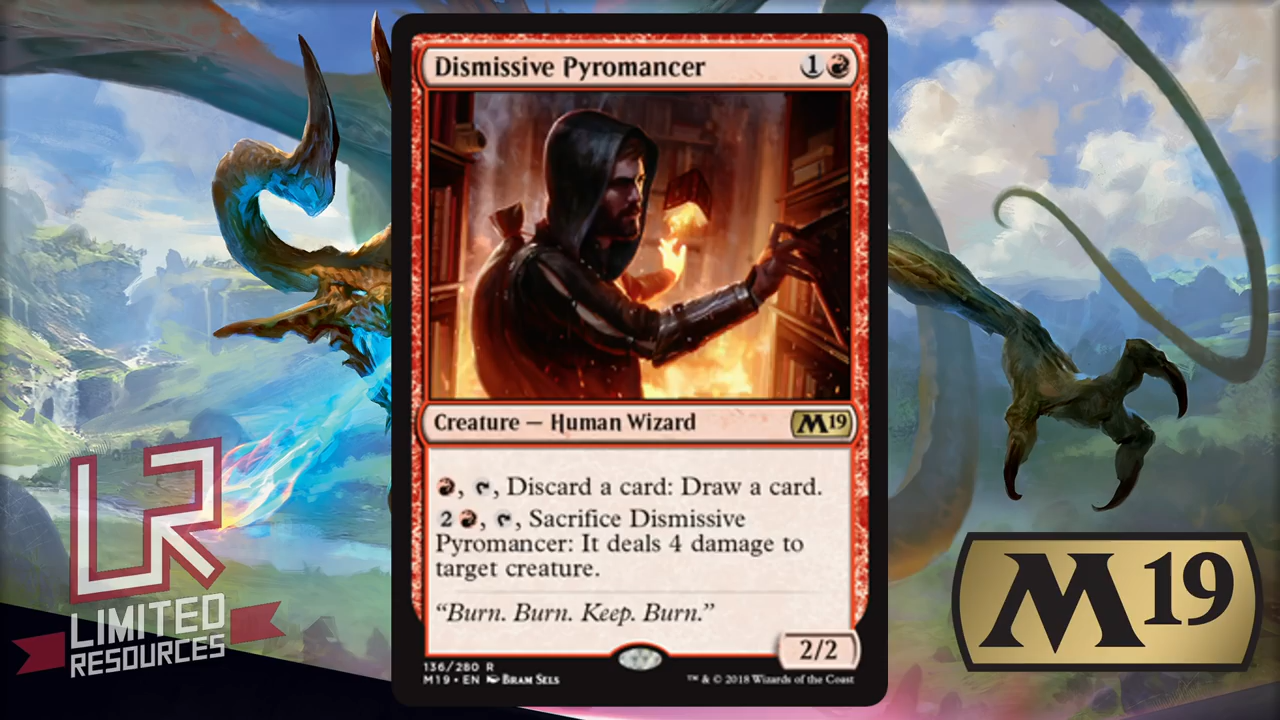 Dismissive Pyromancer 1
Creature — Human Wizard M19
, , Discard a card: Draw a card.
2 , , Sacrifice Dismissive
Pyromancer: It deals 4 damage to
target creature.
“Burn. Burn. Keep. Burn.”
2/2
136/280 R
M19 • EN Bram Sels
™ & © 2018 Wizards of the Coast
LR
LIMITED
RESOURCES
M19